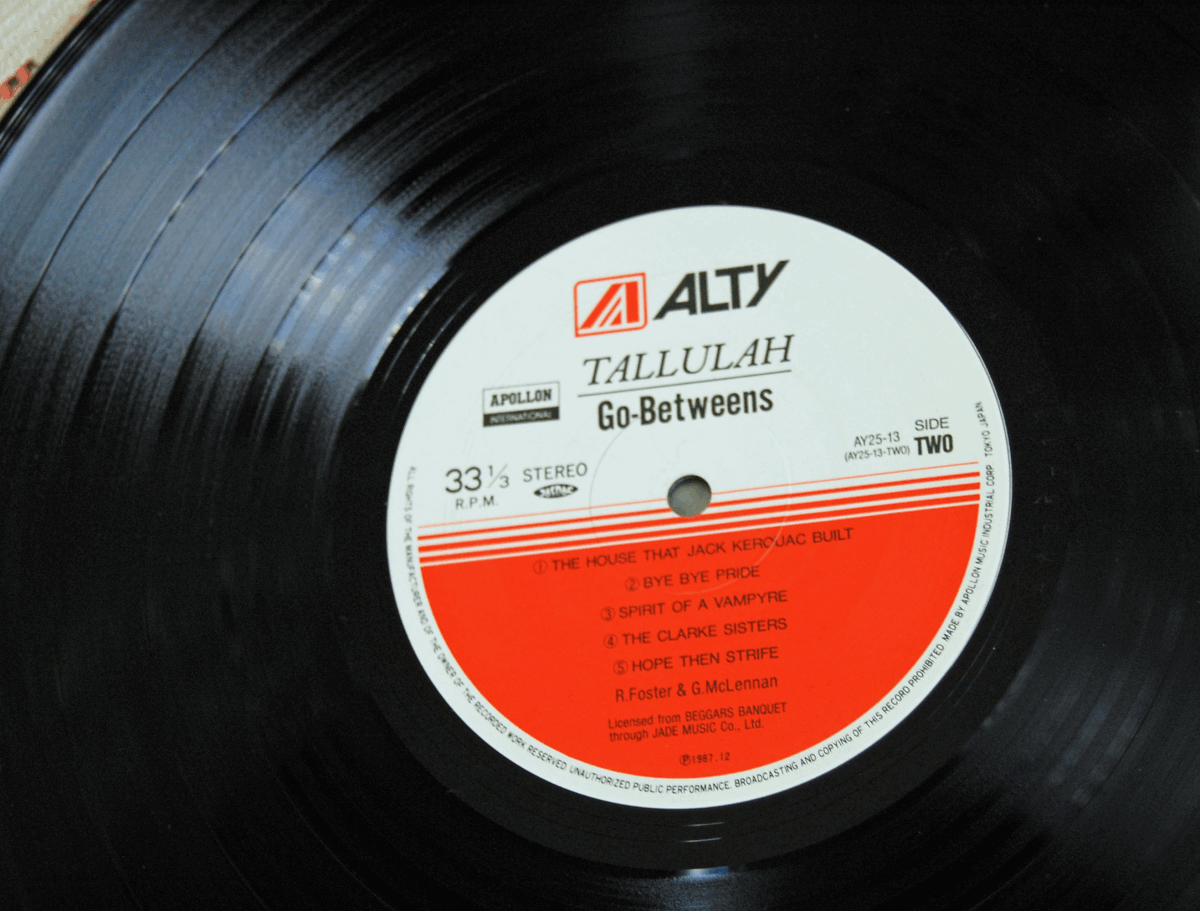 ALTY
TALLULAH
Go-Betweens
APOLLON
INTERNATIONAL
AY25-13
(AY25-13-TWO)
SIDE
TWO
33 1/3
R.P.M.
STEREO
① THE HOUSE THAT JACK KEROUAC BUILT
② BYE BYE PRIDE
③ SPIRIT OF A VAMPYRE
④ THE CLARKE SISTERS
⑤ HOPE THEN STRIFE
R.Foster & G.McLennan
Licensed from BEGGARS BANQUET
through JADE MUSIC Co., Ltd.
Ⓟ1987.12
ALL RIGHTS OF THE MANUFACTURER AND OF THE OWNER OF THE RECORDED WORK RESERVED. UNAUTHORIZED PUBLIC PERFORMANCE. BROADCASTING AND COPYING OF THIS RECORD PROHIBITED. MADE BY APOLLON MUSIC INDUSTRIAL CORP. TOKYO JAPAN